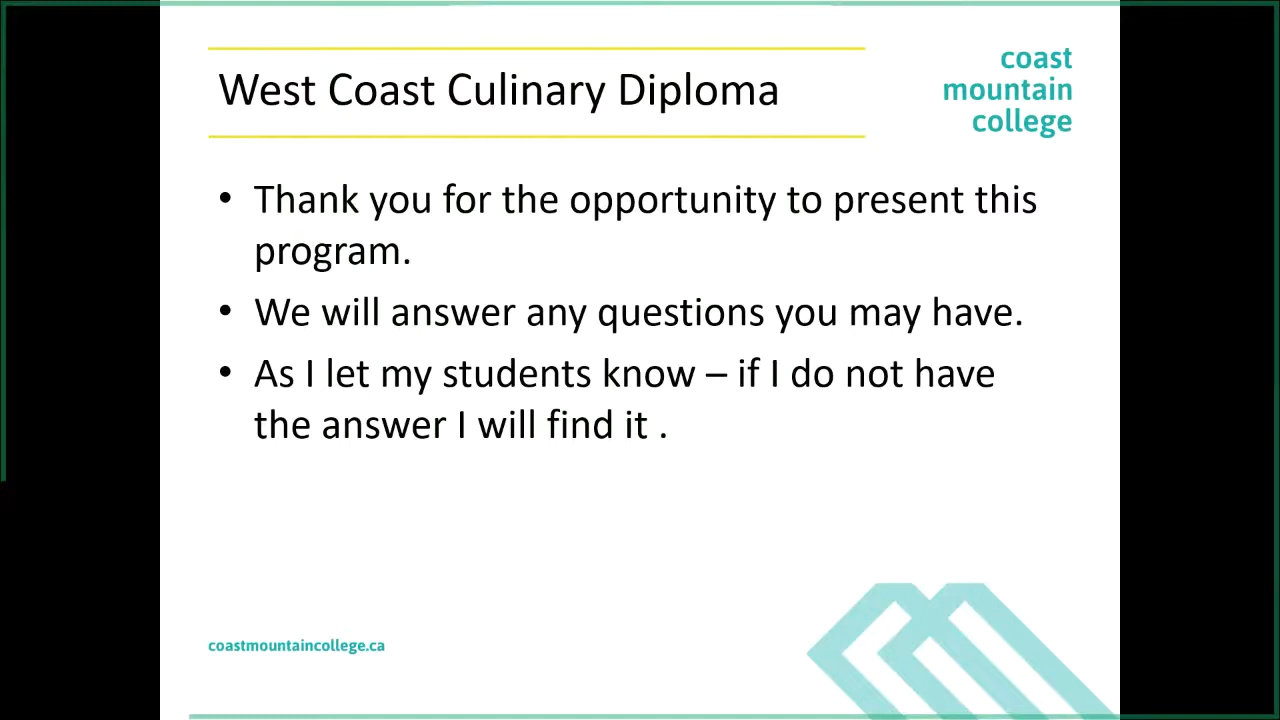 West Coast Culinary Diploma
coast
mountain
college
• Thank you for the opportunity to present this
program.
• We will answer any questions you may have.
• As I let my students know – if I do not have
the answer I will find it .
coastmountaincollege.ca